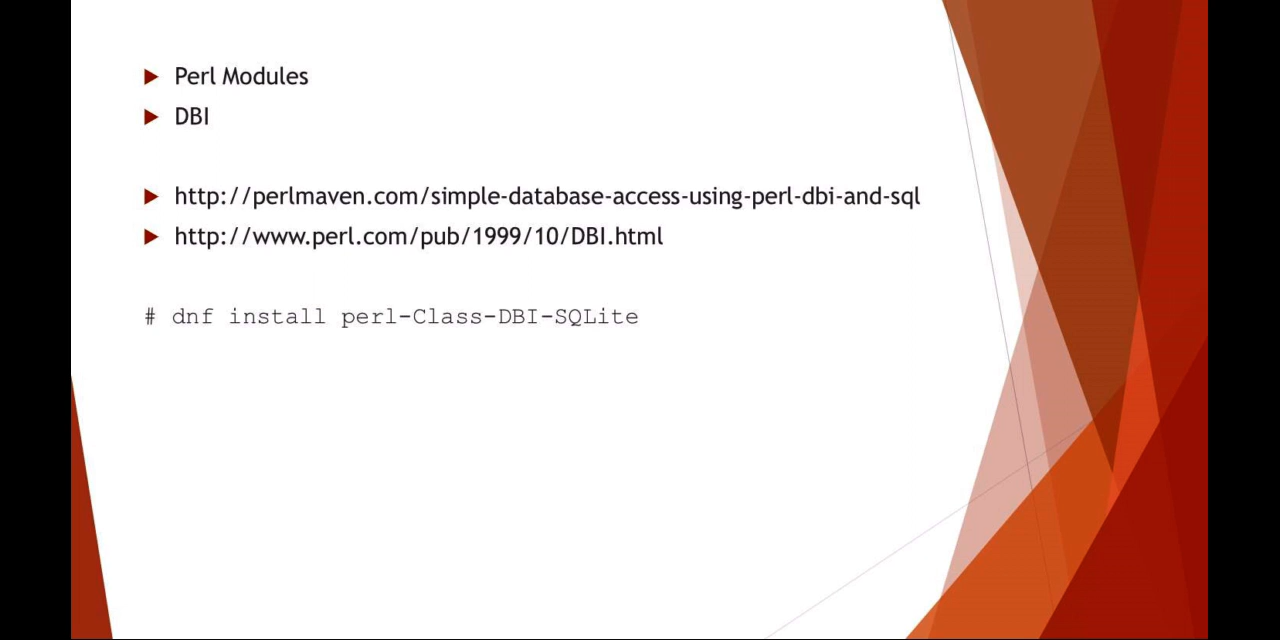 Perl Modules
DBI
http://perlmaven.com/simple-database-access-using-perl-dbi-and-sql
http://www.perl.com/pub/1999/10/DBI.html
# dnf install perl-Class-DBI-SQLite